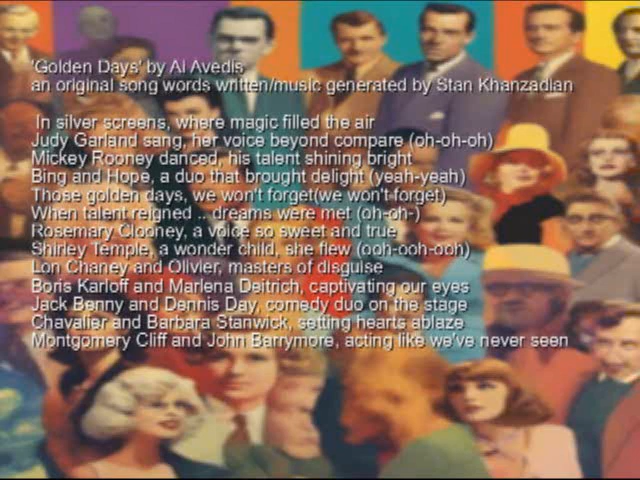 'Golden Days' by Al Avedis
an original song words written/music generated by Stan Khanzadian
In silver screens, where magic filled the air
Judy Garland sang, her voice beyond compare (oh-oh-oh)
Mickey Rooney danced, his talent shining bright
Bing and Hope, a duo that brought delight (yeah-yeah)
Those golden days, we won't forget(we won't forget)
When talent reigned .. dreams were met (oh-oh-)
Rosemary Clooney, a voice so sweet and true
Shirley Temple, a wonder child, she flew (ooh-ooh-ooh)
Lon Chaney and Olivier, masters of disguise
Boris Karloff and Marlena Deitrich, captivating our eyes
Jack Benny and Dennis Day, comedy duo on the stage
Chavalier and Barbara Stanwick, setting hearts ablaze
Montgomery Cliff and John Barrymore, acting like we've never seen